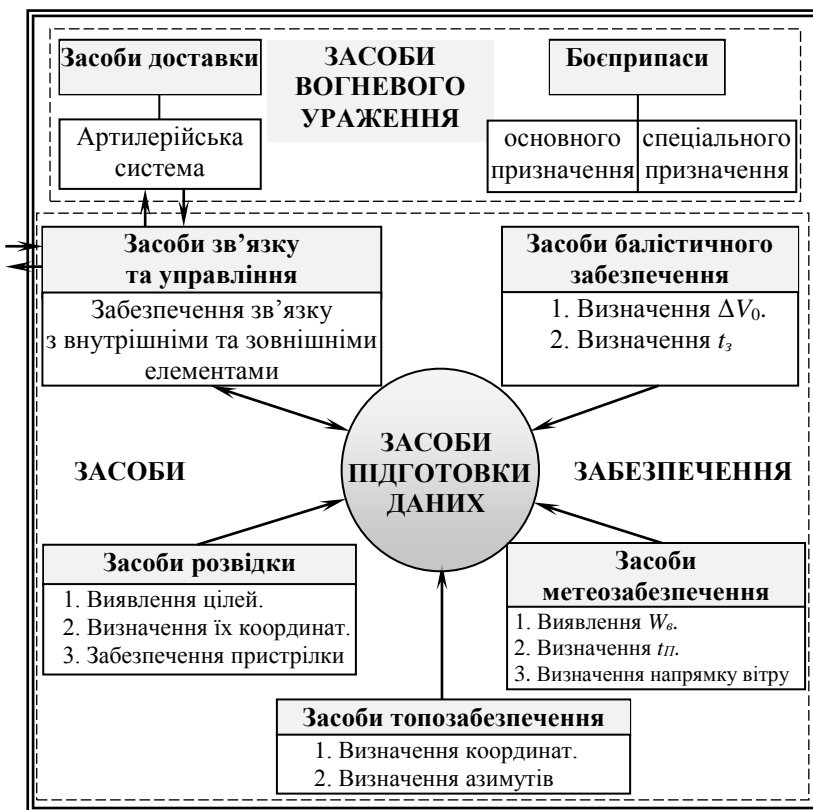 Засоби доставки
ЗАСОБИ
ВОГНЕВОГО
УРАЖЕННЯ
Боєприпаси
Артилерійська
система
основного
призначення
спеціального
призначення
Засоби зв’язку
та управління
Забезпечення зв’язку
з внутрішніми та зовнішніми
елементами
Засоби балістичного
забезпечення
1. Визначення ΔV₀.
2. Визначення tз
ЗАСОБИ
ЗАСОБИ
ПІДГОТОВКИ
ДАНИХ
ЗАБЕЗПЕЧЕННЯ
Засоби розвідки
1. Виявлення цілей.
2. Визначення їх координат.
3. Забезпечення пристрілки
Засоби
метеозабезпечення
1. Виявлення Wв.
2. Визначення tП.
3. Визначення напрямку вітру
Засоби топозабезпечення
1. Визначення координат.
2. Визначення азимутів